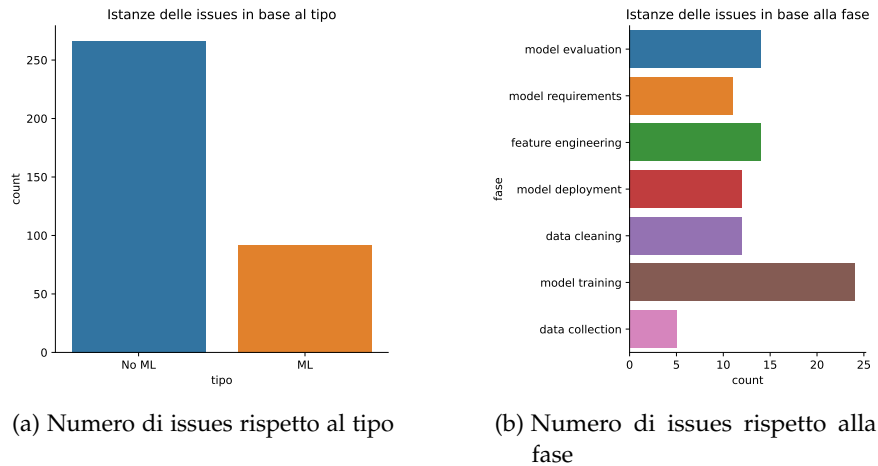 Istanze delle issues in base al tipo
250
200
150
100
50
0
count
No ML
ML
tipo
(a) Numero di issues rispetto al tipo
Istanze delle issues in base alla fase
model evaluation
model requirements
feature engineering
model deployment
data cleaning
model training
data collection
fase
0
5
10
15
20
25
count
(b) Numero di issues rispetto alla
fase